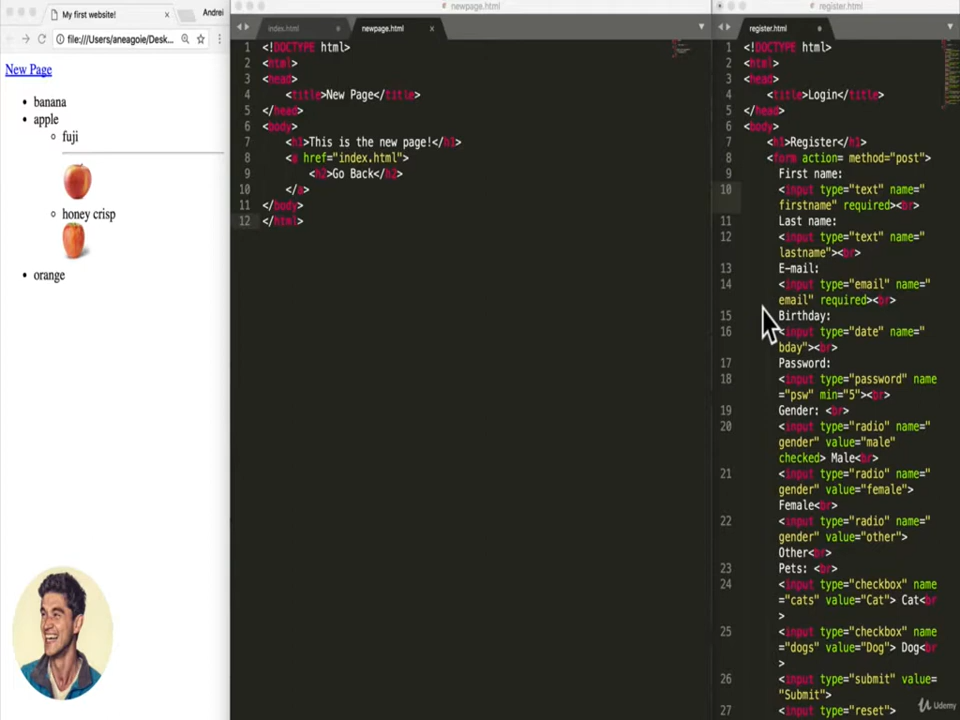 My first website!
Andrei
file:///Users/aneagoie/Desk...
New Page
banana
apple
fuji
honey crisp
orange
newpage.html
index.html
newpage.html
1 <!DOCTYPE html>
2 <html>
3 <head>
4 <title>New Page</title>
5 </head>
6 <body>
7 <h1>This is the new page!</h1>
8 <a href="index.html">
9 <h2>Go Back</h2>
10 </a>
11 </body>
12 </html>
register.html
register.html
1 <!DOCTYPE html>
2 <html>
3 <head>
4 <title>Login</title>
5 </head>
6 <body>
7 <h1>Register</h1>
8 <form action= method="post">
9 First name:
10 <input type="text" name="
firstname" required><br>
11 Last name:
12 <input type="text" name="
lastname"><br>
13 E-mail:
14 <input type="email" name="
email" required><br>
15 Birthday:
16 <input type="date" name="
bday"><br>
17 Password:
18 <input type="password" name
="psw" min="5"><br>
19 Gender: <br>
20 <input type="radio" name="
gender" value="male"
checked> Male<br>
21 <input type="radio" name="
gender" value="female">
Female<br>
22 <input type="radio" name="
gender" value="other">
Other<br>
23 Pets: <br>
24 <input type="checkbox" name
="cats" value="Cat"> Cat<br
>
25 <input type="checkbox" name
="dogs" value="Dog"> Dog<br
>
26 <input type="submit" value=
"Submit">
27 <input type="reset">
Udemy